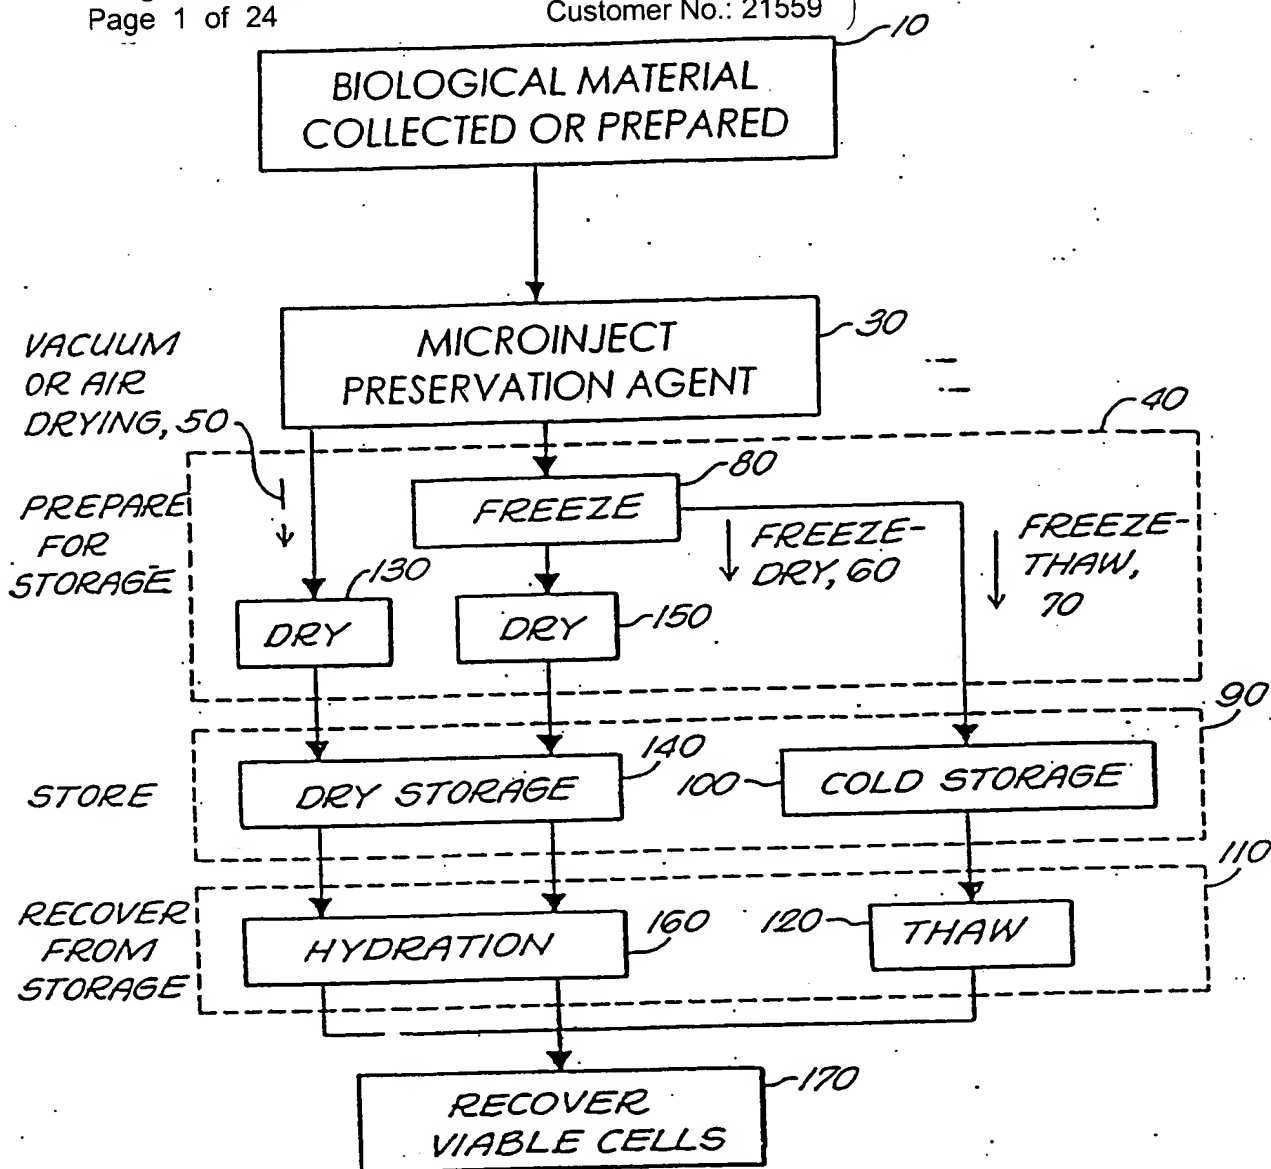 Page 1 of 24
Customer No.: 21559
10
BIOLOGICAL MATERIAL
COLLECTED OR PREPARED
30
MICROINJECT
PRESERVATION AGENT
VACUUM
OR AIR
DRYING, 50
40
PREPARE
FOR
STORAGE
80
FREEZE
FREEZE-
DRY, 60
FREEZE-
THAW,
70
130
DRY
DRY
150
90
STORE
140
DRY STORAGE
100
COLD STORAGE
110
RECOVER
FROM
STORAGE
160
HYDRATION
120
THAW
170
RECOVER
VIABLE CELLS